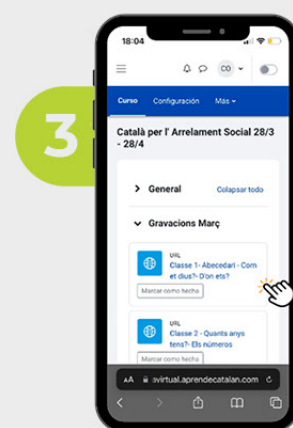 3
18:04
CO
Curso Configuración Más
Català per l' Arrelament Social 28/3
- 28/4
General Colapsar todo
Gravacions Març
URL
Classe 1- Abecedari - Com
et dius?- D'on ets?
Marcar como hecha
URL
Classe 2 - Quants anys
tens?- Els números
Marcar como hecha
AA avirtual.aprendecatalan.com